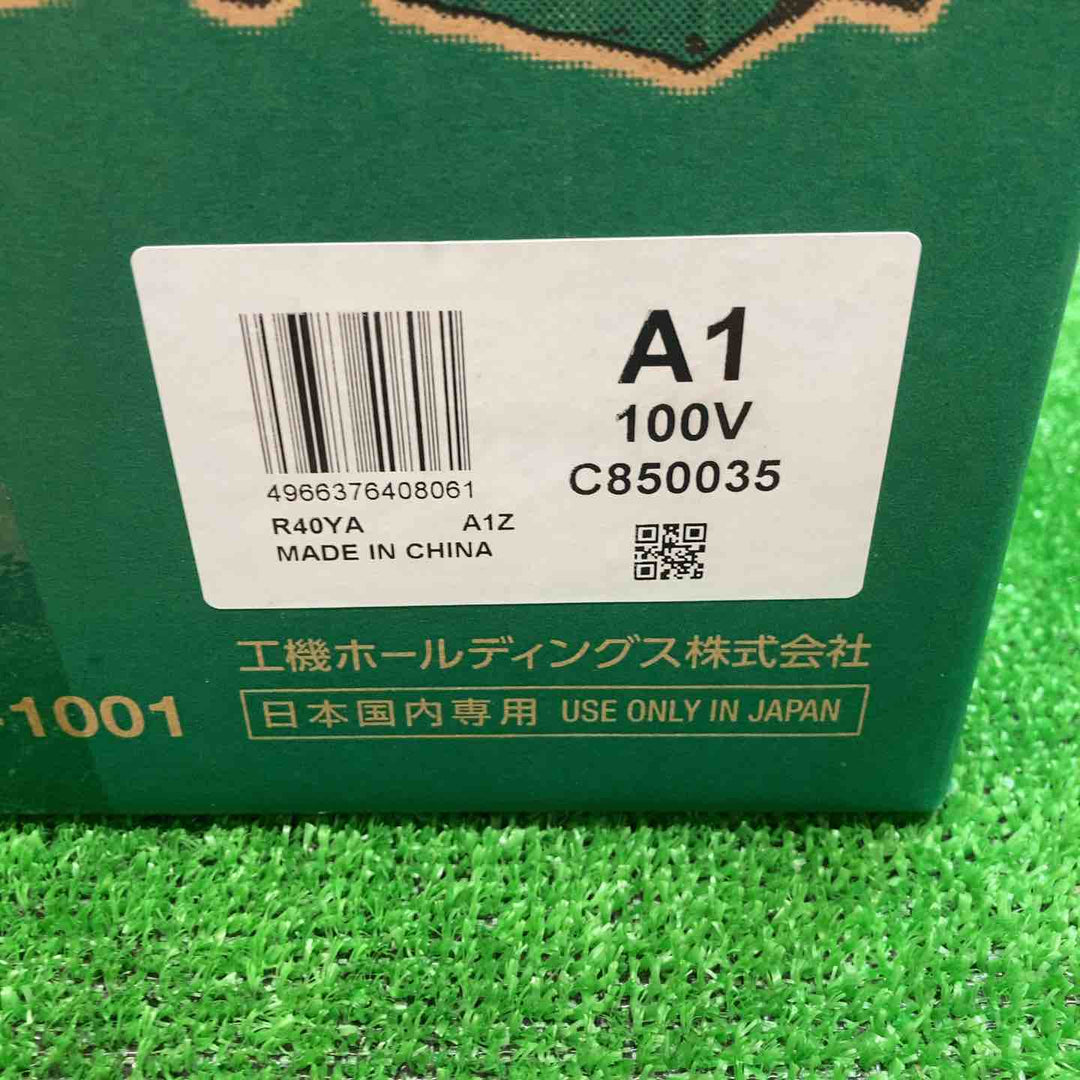 A1
100V
C850035
4966376408061
R40YA A1Z
MADE IN CHINA
工機ホールディングス株式会社
-1001
日本国内専用 USE ONLY IN JAPAN